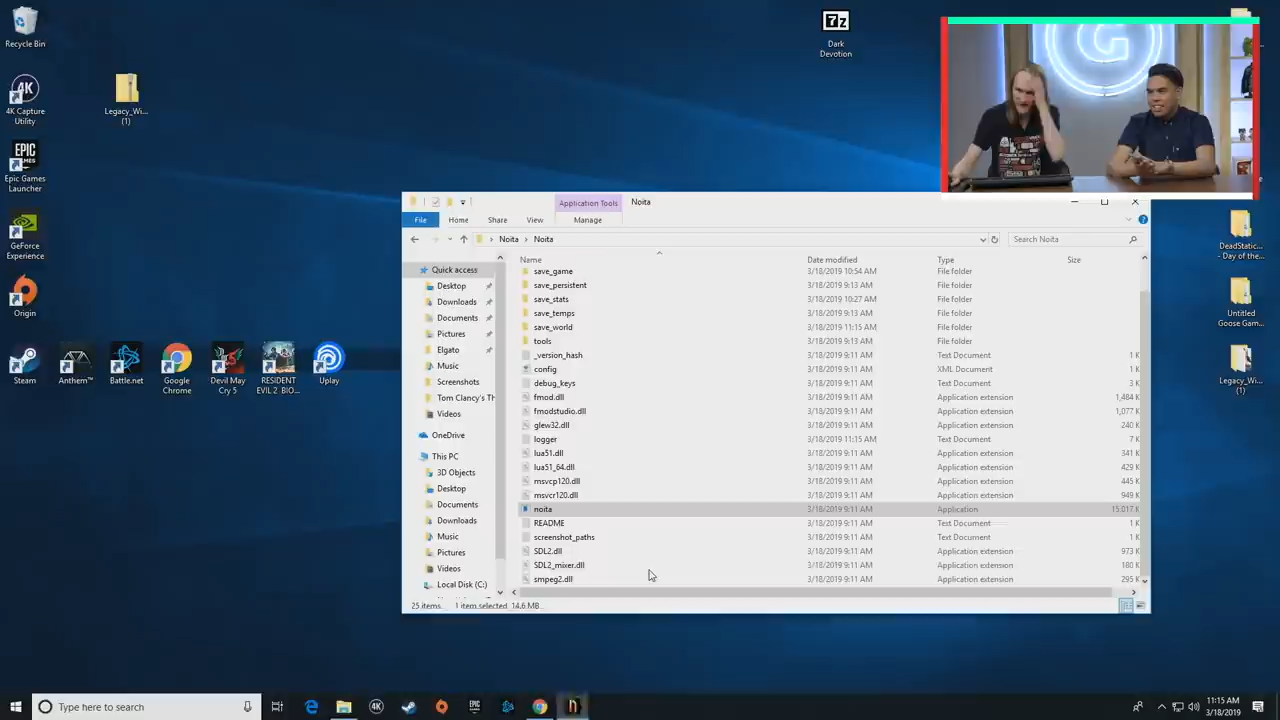 Recycle Bin
4K Capture
Utility
Legacy_Wi...
(1)
EPIC
GAMES
Epic Games
Launcher
GeForce
Experience
Origin
Steam
Anthem™
Battle.net
Google
Chrome
Devil May
Cry 5
RESIDENT
EVIL 2 BIO...
Uplay
7z
Dark
Devotion
G
DeadStatic...
- Day of the...
Untitled
Goose Gam...
Legacy_Wi...
(1)
Application Tools
Noita
File
Home
Share
View
Manage
Noita
Noita
Search Noita
Name
Date modified
Type
Size
save_game 3/18/2019 10:54 AM File folder
save_persistent 3/18/2019 9:13 AM File folder
save_stats 3/18/2019 10:27 AM File folder
save_temps 3/18/2019 9:13 AM File folder
save_world 3/18/2019 11:15 AM File folder
tools 3/18/2019 9:13 AM File folder
_version_hash 3/18/2019 9:11 AM Text Document 1 K
config 3/18/2019 9:11 AM XML Document 1 K
debug_keys 3/18/2019 9:11 AM Text Document 3 K
fmod.dll 3/18/2019 9:11 AM Application extension 1,484 K
fmodstudio.dll 3/18/2019 9:11 AM Application extension 1,077 K
glew32.dll 3/18/2019 9:11 AM Application extension 240 K
logger 3/18/2019 11:15 AM Text Document 7 K
lua51.dll 3/18/2019 9:11 AM Application extension 341 K
lua51_64.dll 3/18/2019 9:11 AM Application extension 429 K
msvcp120.dll 3/18/2019 9:11 AM Application extension 445 K
msvcr120.dll 3/18/2019 9:11 AM Application extension 949 K
noita 3/18/2019 9:11 AM Application 15,017 K
README 3/18/2019 9:11 AM Text Document 1 K
screenshot_paths 3/18/2019 9:11 AM Text Document 1 K
SDL2.dll 3/18/2019 9:11 AM Application extension 973 K
SDL2_mixer.dll 3/18/2019 9:11 AM Application extension 180 K
smpeg2.dll 3/18/2019 9:11 AM Application extension 295 K
Quick access
Desktop
Downloads
Documents
Pictures
Elgato
Music
Screenshots
Tom Clancy's Th
Videos
OneDrive
This PC
3D Objects
Desktop
Documents
Downloads
Music
Pictures
Videos
Local Disk (C:)
25 items
1 item selected 14.6 MB
Type here to search
4K
EPIC
11:15 AM
3/18/2019